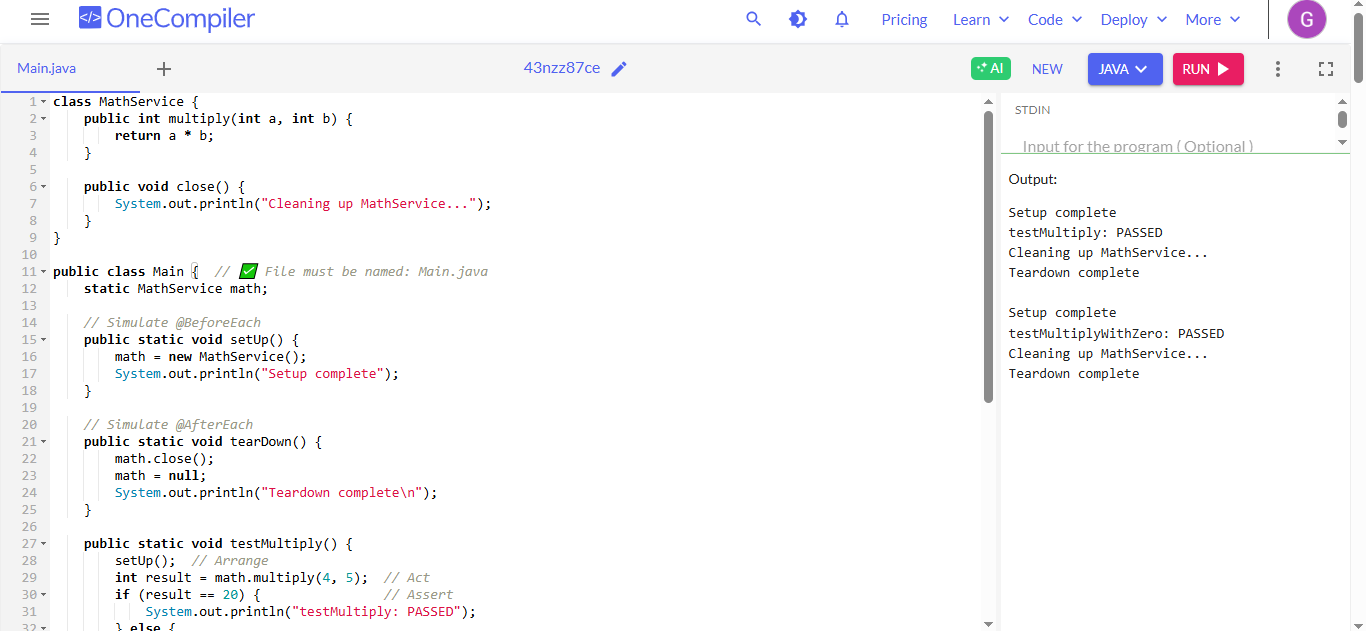 OneCompiler
Pricing
Learn
Code
Deploy
More
G
Main.java
43nzz87ce
AI
NEW
JAVA
RUN
1 class MathService {
2     public int multiply(int a, int b) {
3         return a * b;
4     }
5
6     public void close() {
7         System.out.println("Cleaning up MathService...");
8     }
9 }
10
11 public class Main {  // ✅ File must be named: Main.java
12     static MathService math;
13
14     // Simulate @BeforeEach
15     public static void setUp() {
16         math = new MathService();
17         System.out.println("Setup complete");
18     }
19
20     // Simulate @AfterEach
21     public static void tearDown() {
22         math.close();
23         math = null;
24         System.out.println("Teardown complete\n");
25     }
26
27     public static void testMultiply() {
28         setUp();  // Arrange
29         int result = math.multiply(4, 5);  // Act
30         if (result == 20) {                // Assert
31             System.out.println("testMultiply: PASSED");
32         } else {
STDIN
Input for the program ( Optional )
Output:
Setup complete
testMultiply: PASSED
Cleaning up MathService...
Teardown complete
Setup complete
testMultiplyWithZero: PASSED
Cleaning up MathService...
Teardown complete